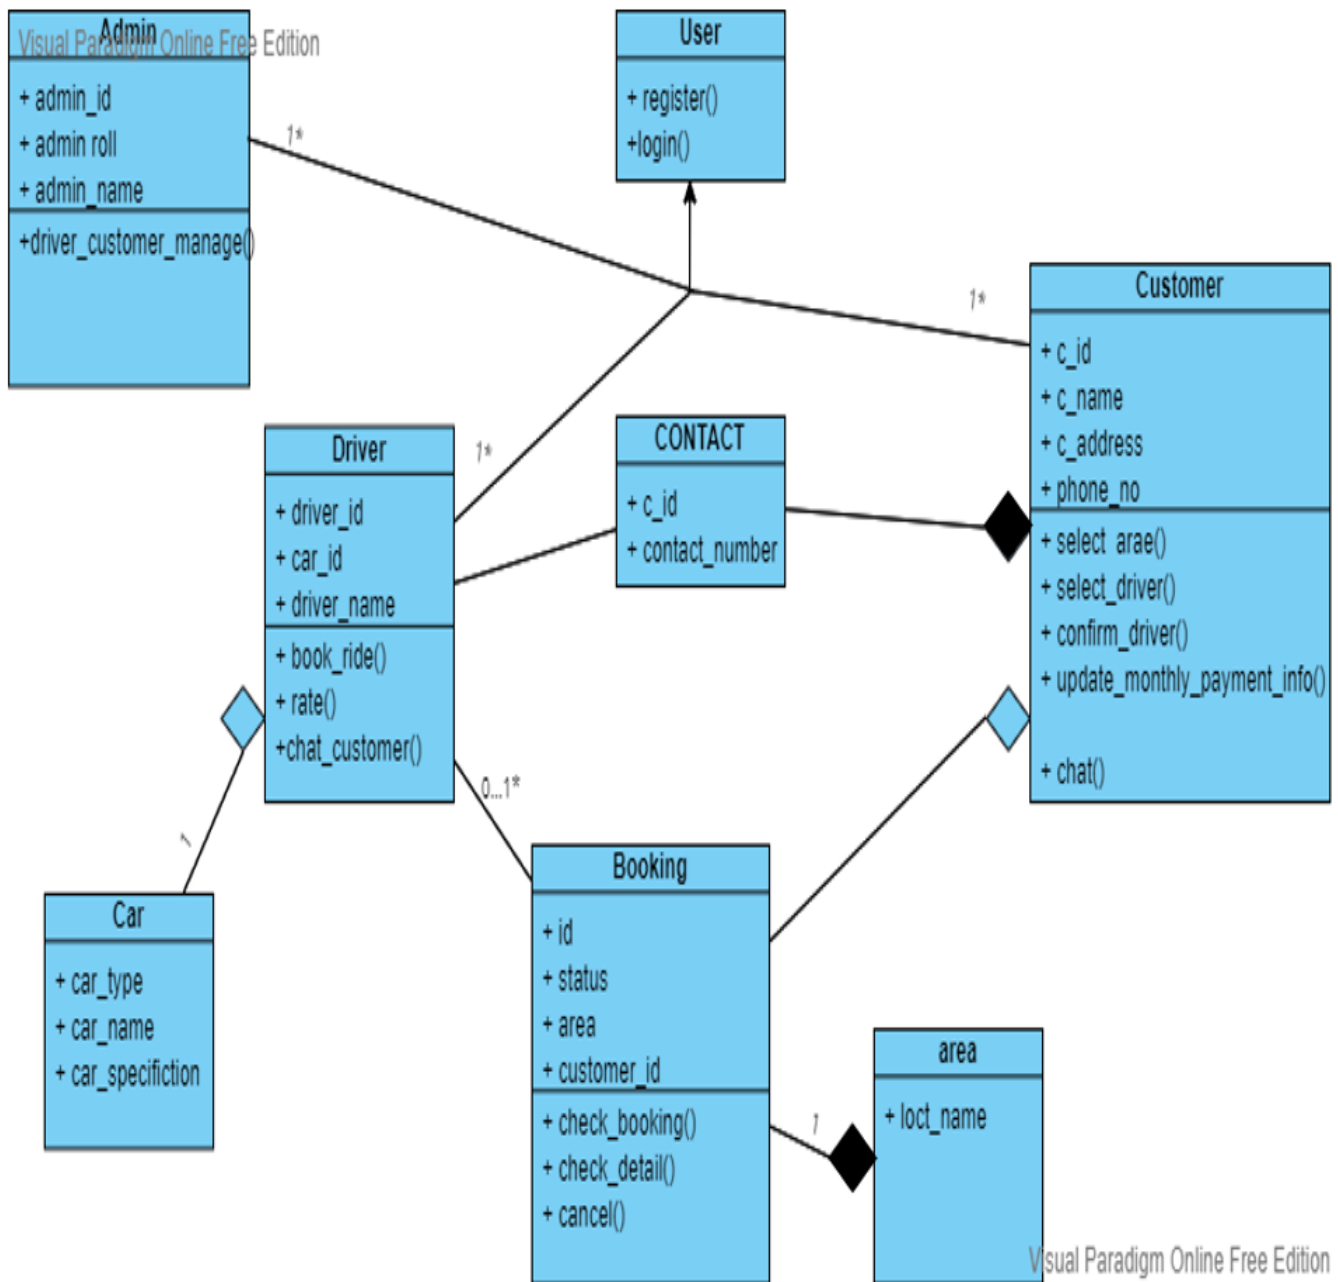 Admin
Visual Paradigm Online Free Edition
+ admin_id
+ admin roll
+ admin_name
+driver_customer_manage()
1*
User
+ register()
+login()
1*
Customer
+ c_id
+ c_name
+ c_address
+ phone_no
+ select arae()
+ select_driver()
+ confirm_driver()
+ update_monthly_payment_info()
+ chat()
1*
Driver
+ driver_id
+ car_id
+ driver_name
+ book_ride()
+ rate()
+chat_customer()
CONTACT
+ c_id
+ contact_number
0...1*
1
Car
+ car_type
+ car_name
+ car_specifiction
Booking
+ id
+ status
+ area
+ customer_id
+ check_booking()
+ check_detail()
+ cancel()
1
area
+ loct_name
Visual Paradigm Online Free Edition